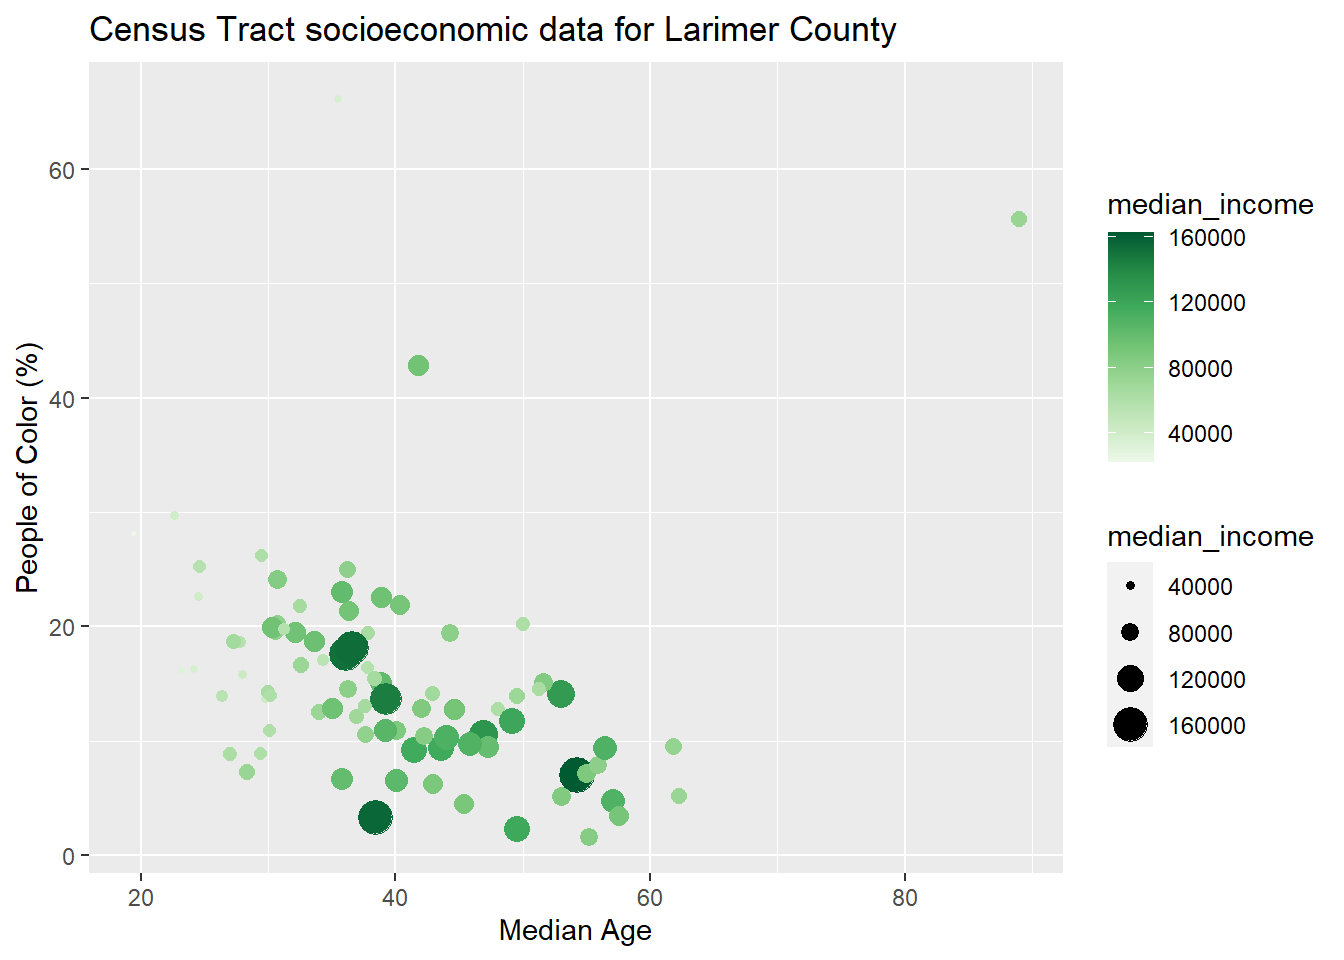 Census Tract socioeconomic data for Larimer County
People of Color (%)
60
40
20
0
20 40 60 80
Median Age
median_income
160000
120000
80000
40000
median_income
40000
80000
120000
160000